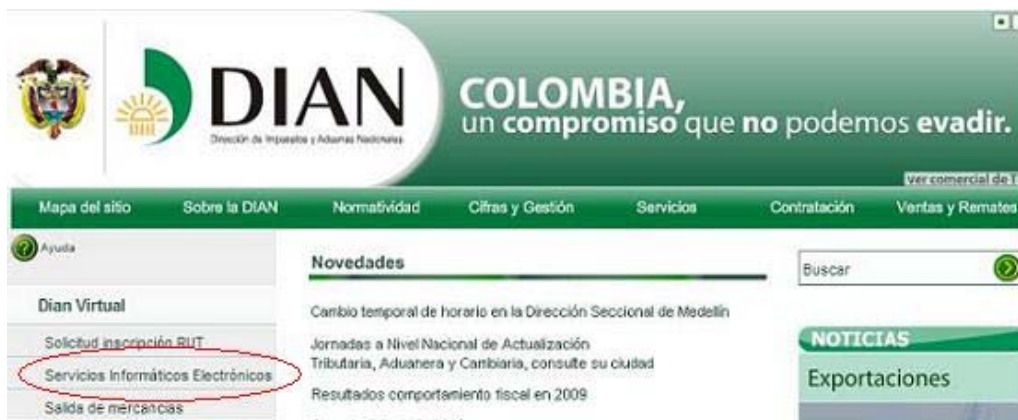 DIAN
Dirección de Impuestos y Aduanas Nacionales
COLOMBIA,
un compromiso que no podemos evadir.
ver comercial de T
Mapa del sitio Sobre la DIAN Normatividad Cifras y Gestión Servicios Contratación Ventas y Remates
Ayuda
Dian Virtual
Solicitud inscripción RUT
Servicios Informáticos Electrónicos
Salida de mercancías
Novedades
Cambio temporal de horario en la Dirección Seccional de Medellín
Jornadas a Nivel Nacional de Actualización
Tributaria, Aduanera y Cambiaria, consulte su ciudad
Resultados comportamiento fiscal en 2009
Buscar
NOTICIAS
Exportaciones